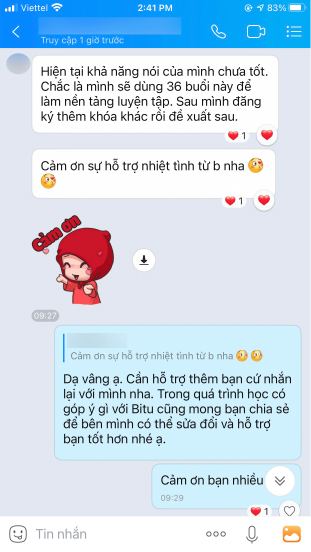 Viettel 2:41 PM 83%
Truy cập 1 giờ trước
Hiện tại khả năng nói của mình chưa tốt.
Chắc là mình sẽ dùng 36 buổi này để
làm nền tảng luyện tập. Sau mình đăng
ký thêm khóa khác rồi đề xuất sau.
1
Cảm ơn sự hỗ trợ nhiệt tình từ b nha
1
Cảm ơn
09:27
Cảm ơn sự hỗ trợ nhiệt tình từ b nha
Dạ vâng ạ. Cần hỗ trợ thêm bạn cứ nhắn
lại với mình nha. Trong quá trình học có
góp ý gì với Bitu cũng mong bạn chia sẻ
để bên mình có thể sửa đổi và hỗ trợ
bạn tốt hơn nhé ạ.
Cảm ơn bạn nhiều
09:29
1
Tin nhắn